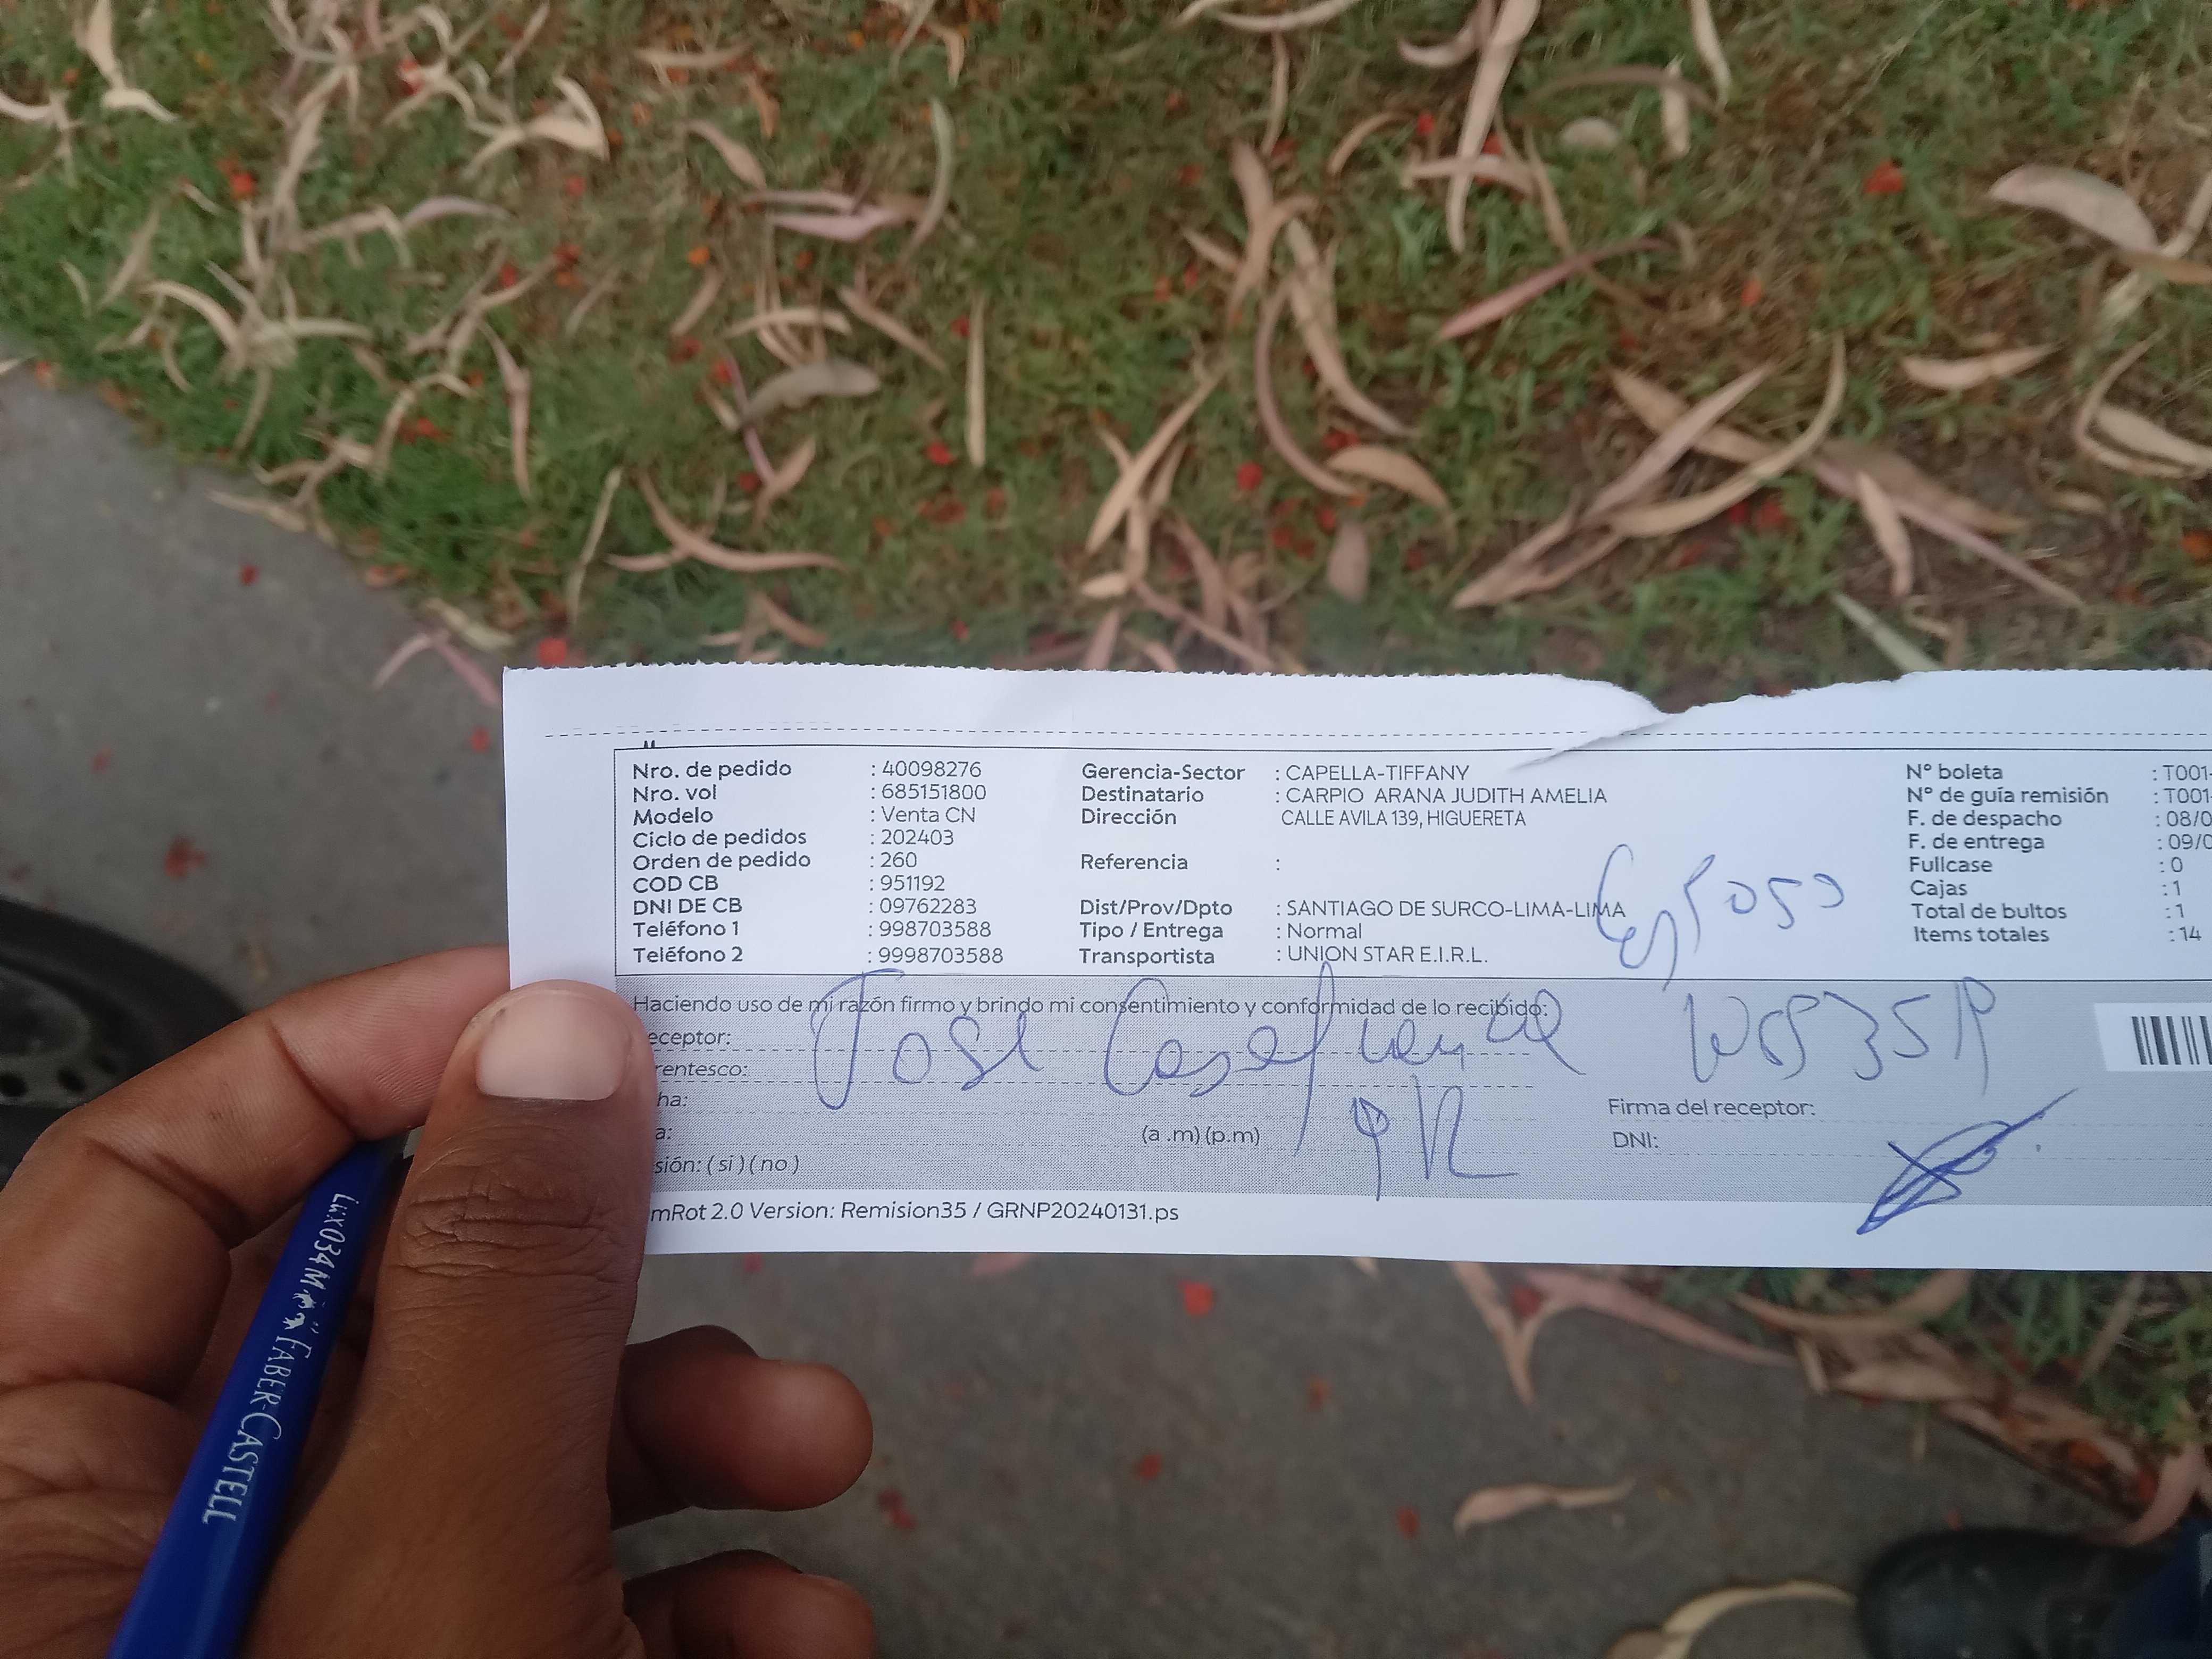 Nro. de pedido : 40098276
Nro. vol : 685151800
Modelo : Venta CN
Ciclo de pedidos : 202403
Orden de pedido : 260
COD CB : 951192
DNI DE CB : 09762283
Teléfono 1 : 998703588
Teléfono 2 : 9998703588
Gerencia-Sector : CAPELLA-TIFFANY
Destinatario : CARPIO ARANA JUDITH AMELIA
Dirección CALLE AVILA 139, HIGUERETA
Referencia :
Dist/Prov/Dpto : SANTIAGO DE SURCO-LIMA-LIMA
Tipo / Entrega : Normal
Transportista : UNION STAR E.I.R.L.
Nº boleta : T001-
Nº de guía remisión : T001-
F. de despacho : 08/0
F. de entrega : 09/0
Fullcase : 0
Cajas : 1
Total de bultos : 1
Items totales : 14
Esposo
Haciendo uso de mi razón firmo y brindo mi consentimiento y conformidad de lo recibido:
eceptor: Jose
rentesco:
ha:
a: (a .m) (p.m)
sión: ( si ) ( no )
Firma del receptor:
DNI:
mRot 2.0 Version: Remision35 / GRNP20240131.ps
LUX034M FABER-CASTELL